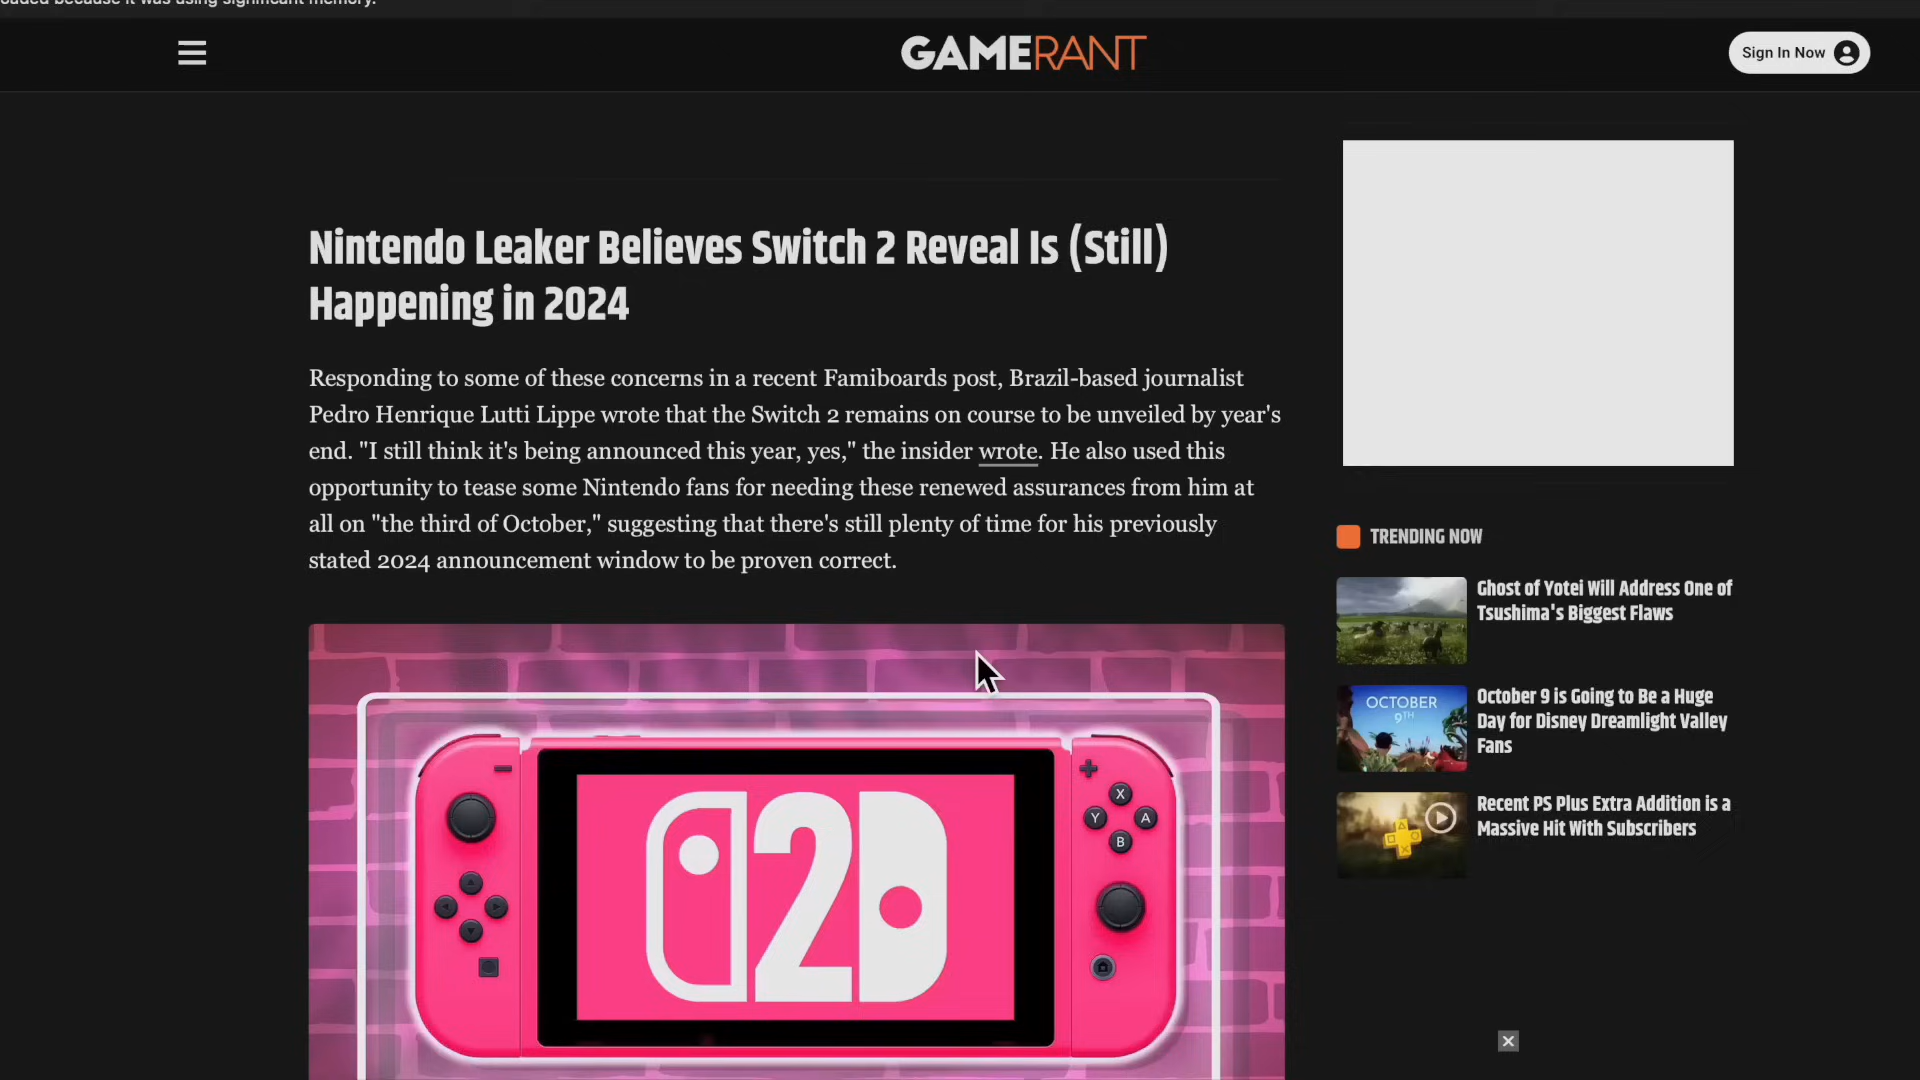 because it was using significant memory.
GAMERANT
Sign In Now
Nintendo Leaker Believes Switch 2 Reveal Is (Still)
Happening in 2024
Responding to some of these concerns in a recent Famiboards post, Brazil-based journalist
Pedro Henrique Lutti Lippe wrote that the Switch 2 remains on course to be unveiled by year's
end. "I still think it's being announced this year, yes," the insider wrote. He also used this
opportunity to tease some Nintendo fans for needing these renewed assurances from him at
all on "the third of October," suggesting that there's still plenty of time for his previously
stated 2024 announcement window to be proven correct.
X
Y
A
B
2
TRENDING NOW
Ghost of Yotei Will Address One of
Tsushima's Biggest Flaws
OCTOBER
9TH
October 9 is Going to Be a Huge
Day for Disney Dreamlight Valley
Fans
Recent PS Plus Extra Addition is a
Massive Hit With Subscribers